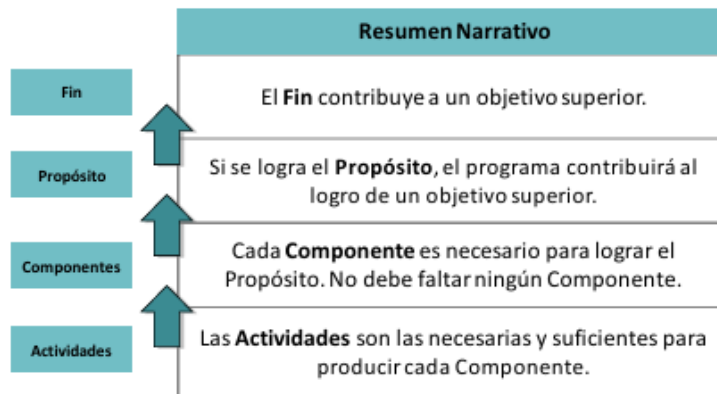 Resumen Narrativo
Fin
El Fin contribuye a un objetivo superior.
Propósito
Si se logra el Propósito, el programa contribuirá al
logro de un objetivo superior.
Componentes
Cada Componente es necesario para lograr el
Propósito. No debe faltar ningún Componente.
Actividades
Las Actividades son las necesarias y suficientes para
producir cada Componente.